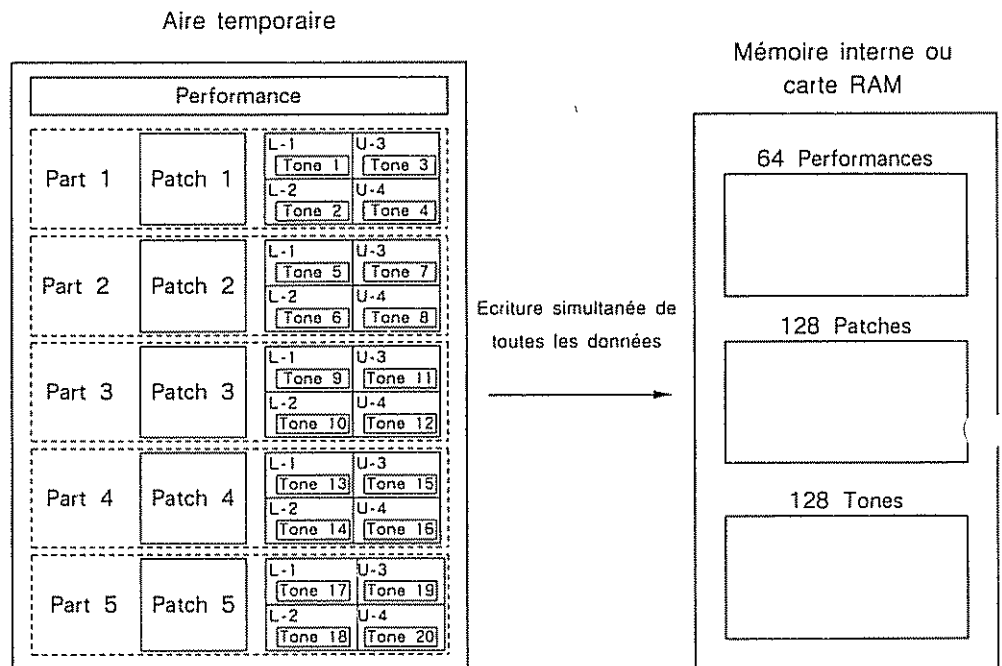 Aire temporaire
Performance
Part 1
Patch 1
L-1
U-3
Tone 1
Tone 3
L-2
U-4
Tone 2
Tone 4
Part 2
Patch 2
L-1
U-3
Tone 5
Tone 7
L-2
U-4
Tone 6
Tone 8
Part 3
Patch 3
L-1
U-3
Tone 9
Tone 11
L-2
U-4
Tone 10
Tone 12
Part 4
Patch 4
L-1
U-3
Tone 13
Tone 15
L-2
U-4
Tone 14
Tone 16
Part 5
Patch 5
L-1
U-3
Tone 17
Tone 19
L-2
U-4
Tone 18
Tone 20
Ecriture simultanée de
toutes les données
Mémoire interne ou
carte RAM
64 Performances
128 Patches
128 Tones